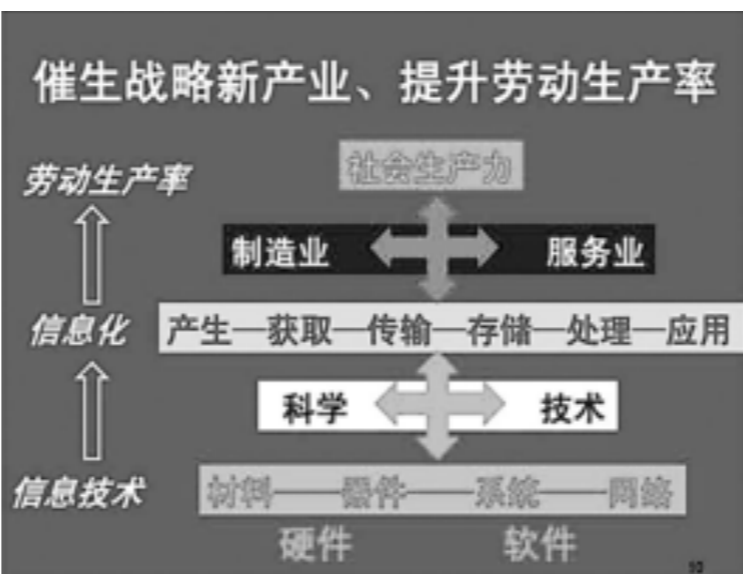 催生战略新产业、提升劳动生产率
社会生产力
劳动生产率
制造业 服务业
信息化
产生—获取—传输—存储—处理—应用
科学 技术
信息技术
材料——器件——系统——网络
硬件 软件
10